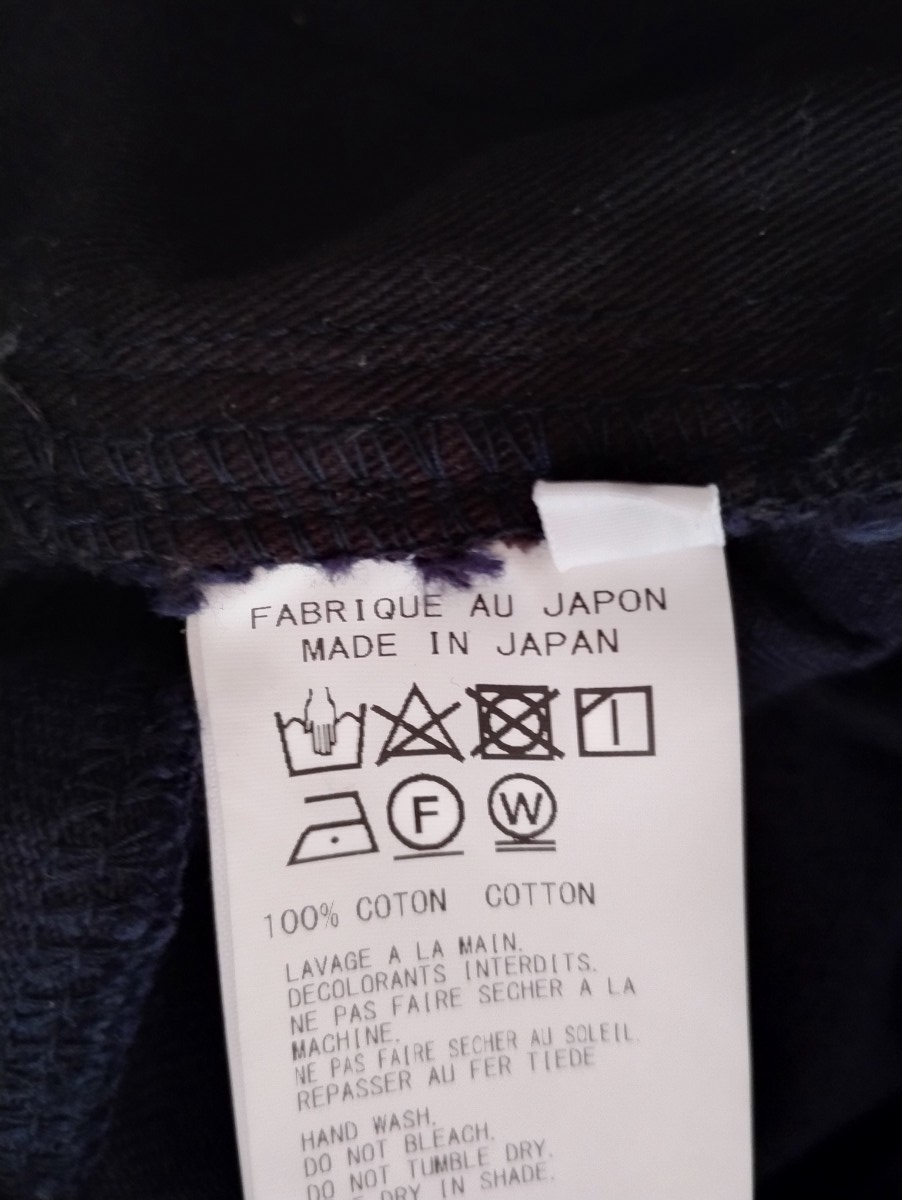 FABRIQUE AU JAPON
MADE IN JAPAN
F W
100% COTON COTTON
LAVAGE A LA MAIN.
DECOLORANTS INTERDITS.
NE PAS FAIRE SECHER A LA
MACHINE.
NE PAS FAIRE SECHER AU SOLEIL.
REPASSER AU FER TIEDE
HAND WASH.
DO NOT BLEACH.
DO NOT TUMBLE DRY.
DRY IN SHADE.